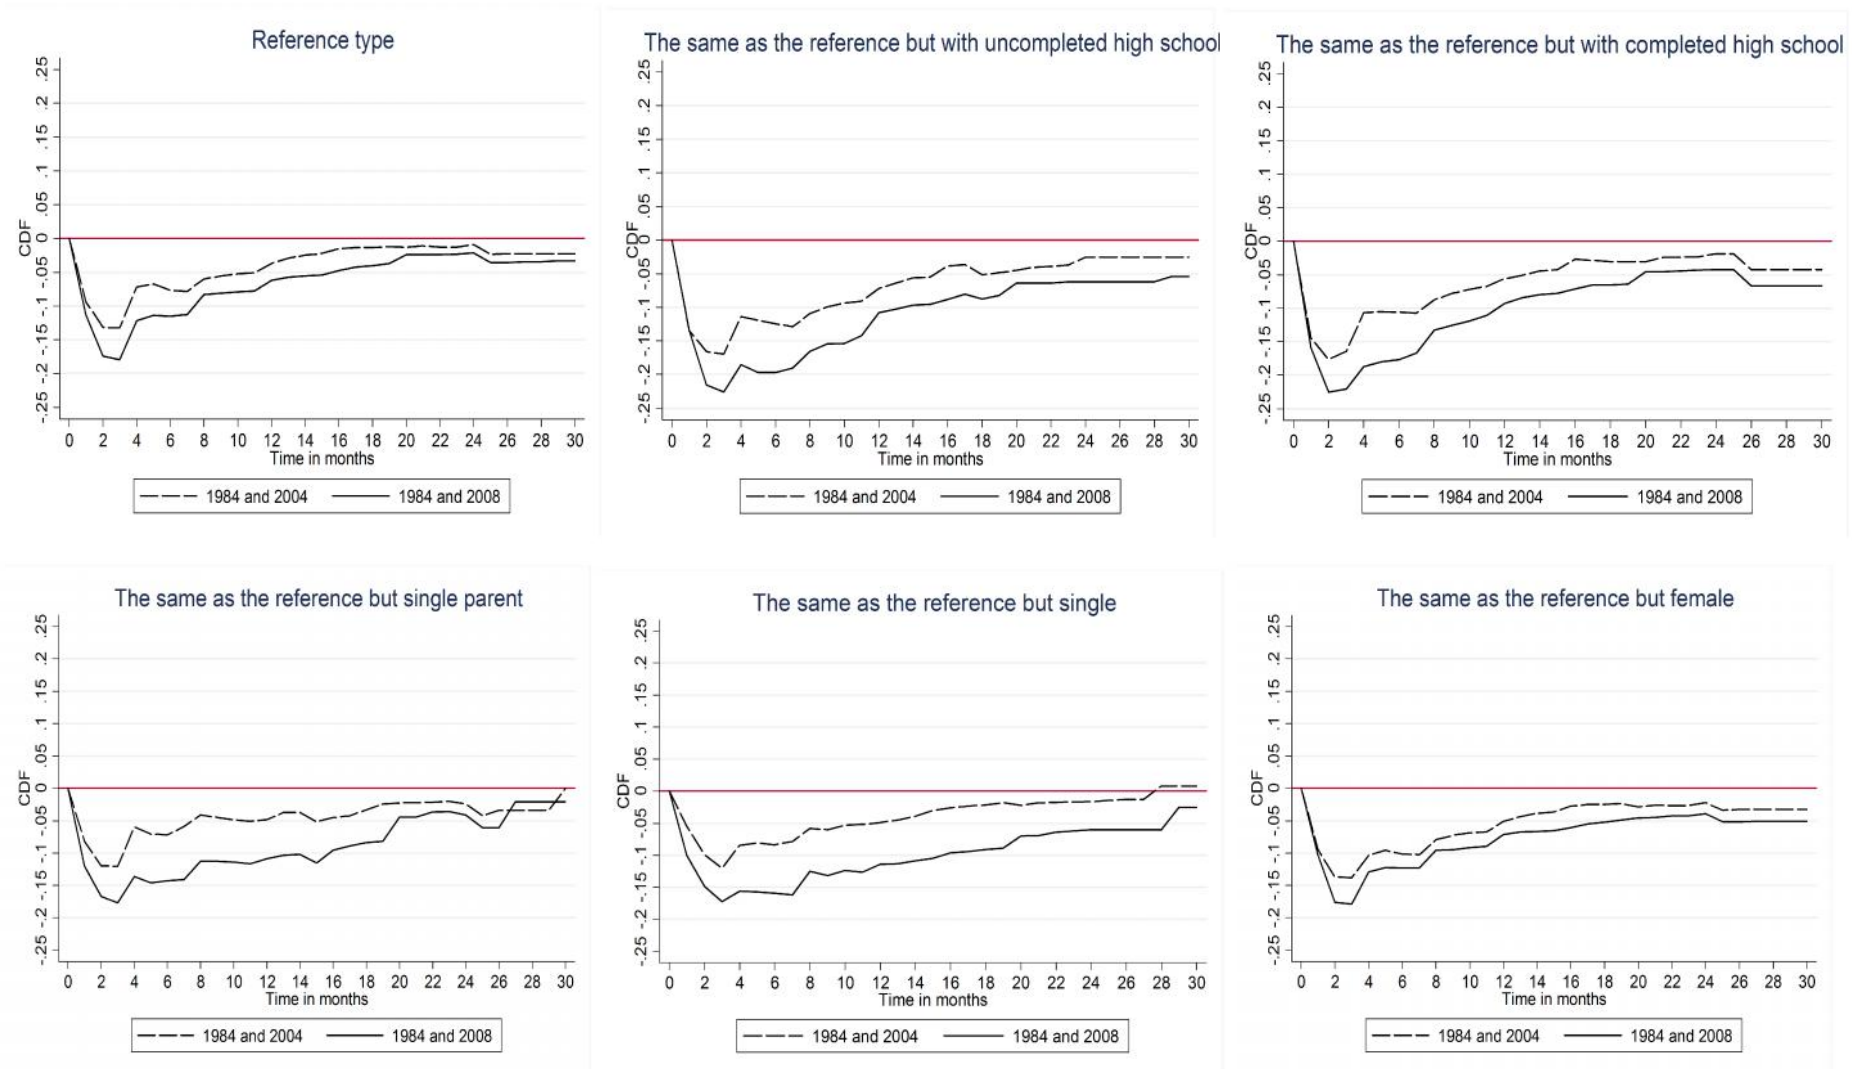 Reference type
CDF
.25
.2
.15
.1
.05
0
-.05
-.1
-.15
-.2
-.25
0 2 4 6 8 10 12 14 16 18 20 22 24 26 28 30
Time in months
1984 and 2004 1984 and 2008
The same as the reference but with uncompleted high school
CDF
.25
.2
.15
.1
.05
0
-.05
-.1
-.15
-.2
-.25
0 2 4 6 8 10 12 14 16 18 20 22 24 26 28 30
Time in months
1984 and 2004 1984 and 2008
The same as the reference but with completed high school
CDF
.25
.2
.15
.1
.05
0
-.05
-.1
-.15
-.2
-.25
0 2 4 6 8 10 12 14 16 18 20 22 24 26 28 30
Time in months
1984 and 2004 1984 and 2008
The same as the reference but single parent
CDF
.25
.2
.15
.1
.05
0
-.05
-.1
-.15
-.2
-.25
0 2 4 6 8 10 12 14 16 18 20 22 24 26 28 30
Time in months
1984 and 2004 1984 and 2008
The same as the reference but single
CDF
.25
.2
.15
.1
.05
0
-.05
-.1
-.15
-.2
-.25
0 2 4 6 8 10 12 14 16 18 20 22 24 26 28 30
Time in months
1984 and 2004 1984 and 2008
The same as the reference but female
CDF
.25
.2
.15
.1
.05
0
-.05
-.1
-.15
-.2
-.25
0 2 4 6 8 10 12 14 16 18 20 22 24 26 28 30
Time in months
1984 and 2004 1984 and 2008